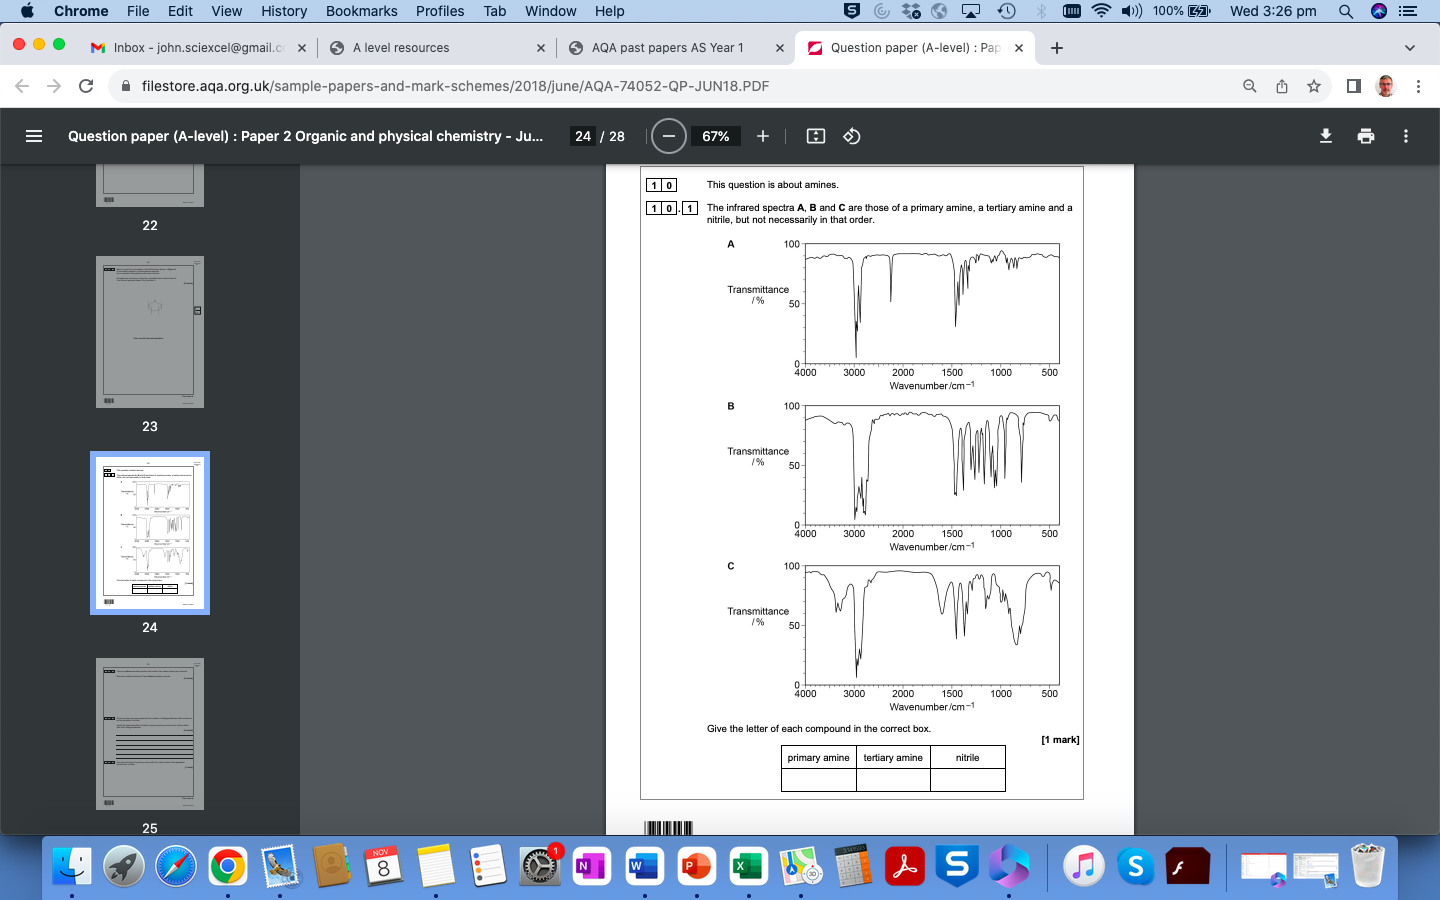 Chrome File Edit View History Bookmarks Profiles Tab Window Help 100% Wed 3:26 pm
Inbox - john.sciexcel@gmail.c
A level resources
AQA past papers AS Year 1
Question paper (A-level) : Pap
filestore.aqa.org.uk/sample-papers-and-mark-schemes/2018/june/AQA-74052-QP-JUN18.PDF
Question paper (A-level) : Paper 2 Organic and physical chemistry - Ju... 24 / 28 67%
22
23
24
25
1 0 This question is about amines.
1 0 . 1 The infrared spectra A, B and C are those of a primary amine, a tertiary amine and a
nitrile, but not necessarily in that order.
A
100
Transmittance
/ %
50
0
4000 3000 2000 1500 1000 500
Wavenumber/cm⁻¹
B
100
Transmittance
/ %
50
0
4000 3000 2000 1500 1000 500
Wavenumber/cm⁻¹
C
100
Transmittance
/ %
50
0
4000 3000 2000 1500 1000 500
Wavenumber/cm⁻¹
Give the letter of each compound in the correct box.
[1 mark]
primary amine tertiary amine nitrile
NOV
8
1